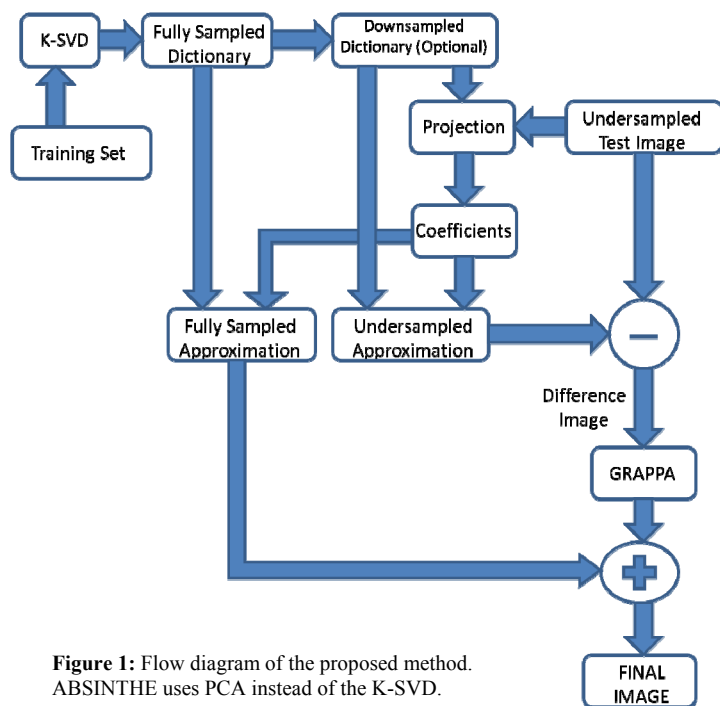 K-SVD
Fully Sampled
Dictionary
Downsampled
Dictionary (Optional)
Training Set
Projection
Undersampled
Test Image
Coefficients
Fully Sampled
Approximation
Undersampled
Approximation
−
Difference
Image
GRAPPA
+
Figure 1: Flow diagram of the proposed method.
ABSINTHE uses PCA instead of the K-SVD.
FINAL
IMAGE